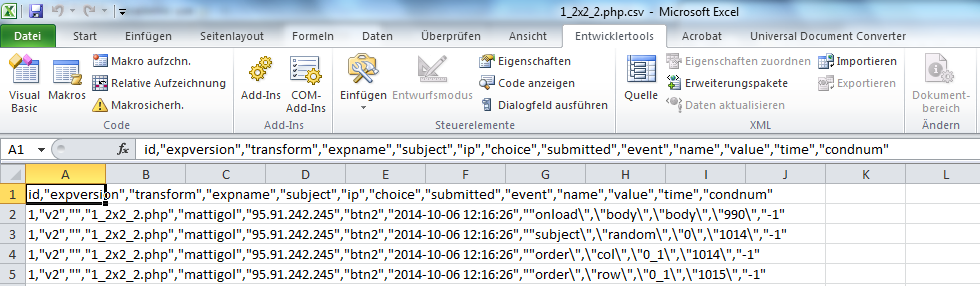 1_2x2_2.php.csv - Microsoft Excel
Datei Start Einfügen Seitenlayout Formeln Daten Überprüfen Ansicht Entwicklertools Acrobat Universal Document Converter
Visual Basic
Makros
Makro aufzchn.
Relative Aufzeichnung
Makrosicherh.
Code
Add-Ins
COM-Add-Ins
Add-Ins
Einfügen
Entwurfsmodus
Eigenschaften
Code anzeigen
Dialogfeld ausführen
Steuerelemente
Quelle
Eigenschaften zuordnen
Erweiterungspakete
Daten aktualisieren
Importieren
Exportieren
XML
Dokument-
bereich
Ändern
A1 fx id,"expversion","transform","expname","subject","ip","choice","submitted","event","name","value","time","condnum"
A B C D E F G H I J K L
1 id,"expversion","transform","expname","subject","ip","choice","submitted","event","name","value","time","condnum"
2 1,"v2","","1_2x2_2.php","mattigol","95.91.242.245","btn2","2014-10-06 12:16:26",""onload\",\"body\",\"body\",\"990\","-1"
3 1,"v2","","1_2x2_2.php","mattigol","95.91.242.245","btn2","2014-10-06 12:16:26",""subject\",\"random\",\"0\",\"1014\","-1"
4 1,"v2","","1_2x2_2.php","mattigol","95.91.242.245","btn2","2014-10-06 12:16:26",""order\",\"col\",\"0_1\",\"1014\","-1"
5 1,"v2","","1_2x2_2.php","mattigol","95.91.242.245","btn2","2014-10-06 12:16:26",""order\",\"row\",\"0_1\",\"1015\","-1"